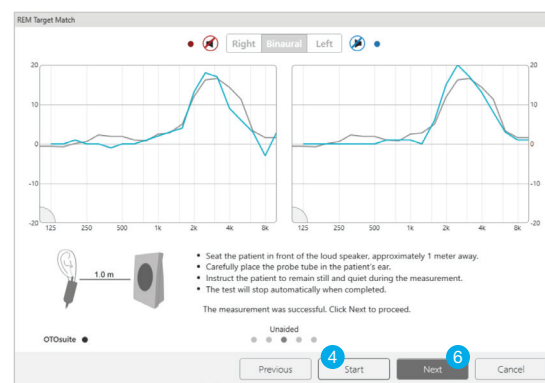 REM Target Match
Right Binaural Left
20 20
10 10
0 0
-10 -10
-20 -20
125 250 500 1k 2k 4k 8k 125 250 500 1k 2k 4k 8k
1.0 m
• Seat the patient in front of the loud speaker, approximately 1 meter away.
• Carefully place the probe tube in the patient's ear.
• Instruct the patient to remain still and quiet during the measurement.
• The test will stop automatically when completed.
The measurement was successful. Click Next to proceed.
Unaided
OTOsuite
4 6
Previous Start Next Cancel